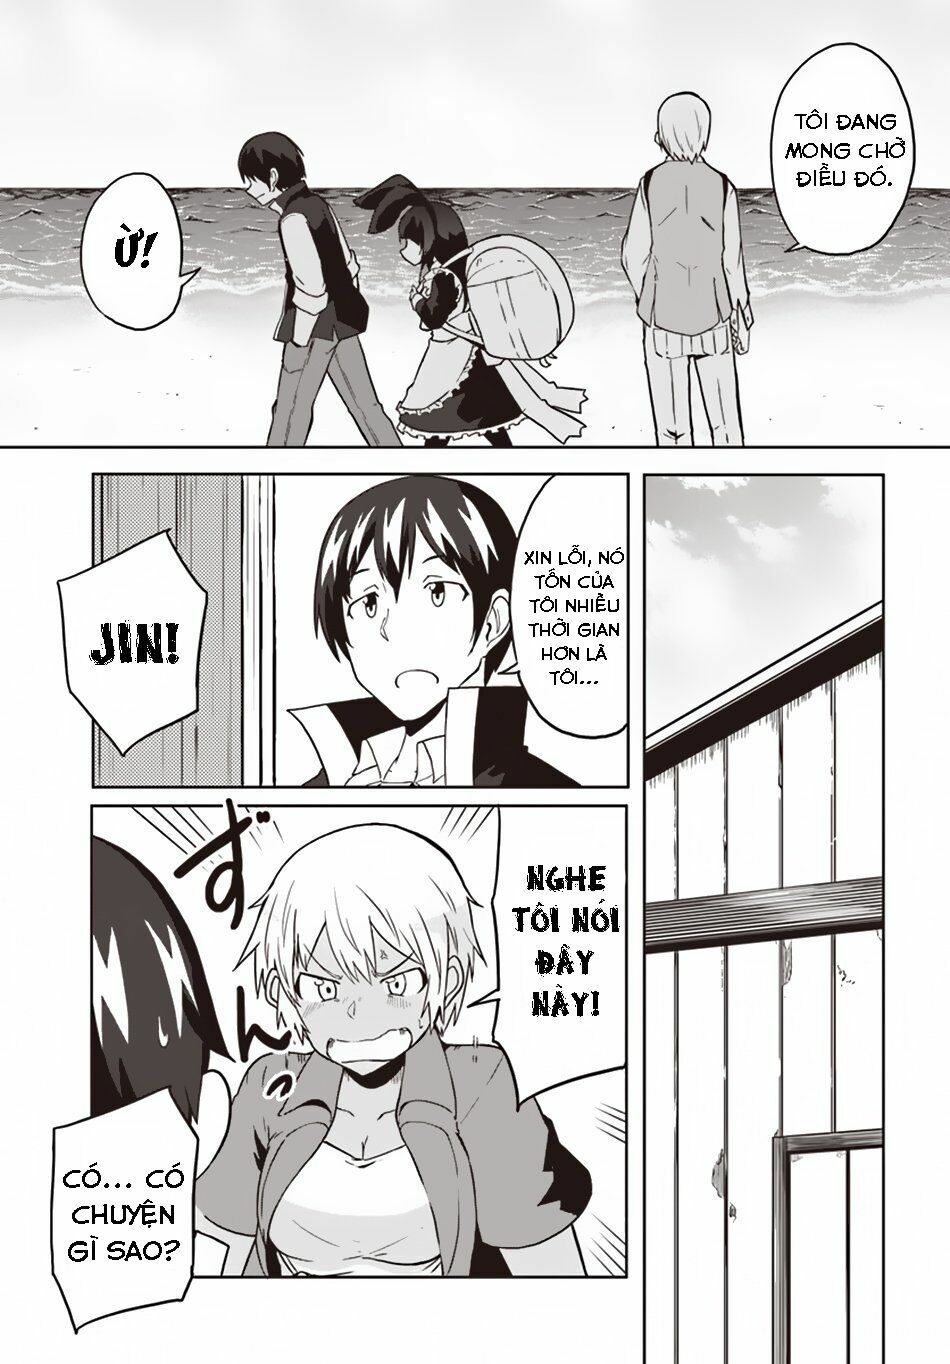 TÔI ĐANG
MONG CHỜ
ĐIỀU ĐÓ.
Ừ!
XIN LỖI, NÓ
TỐN CỦA
TÔI NHIỀU
THỜI GIAN
HƠN LÀ
TÔI...
JIN!
NGHE
TÔI NÓI
ĐÂY
NÀY!
ずん
CÓ... CÓ
CHUYỆN
GÌ SAO?